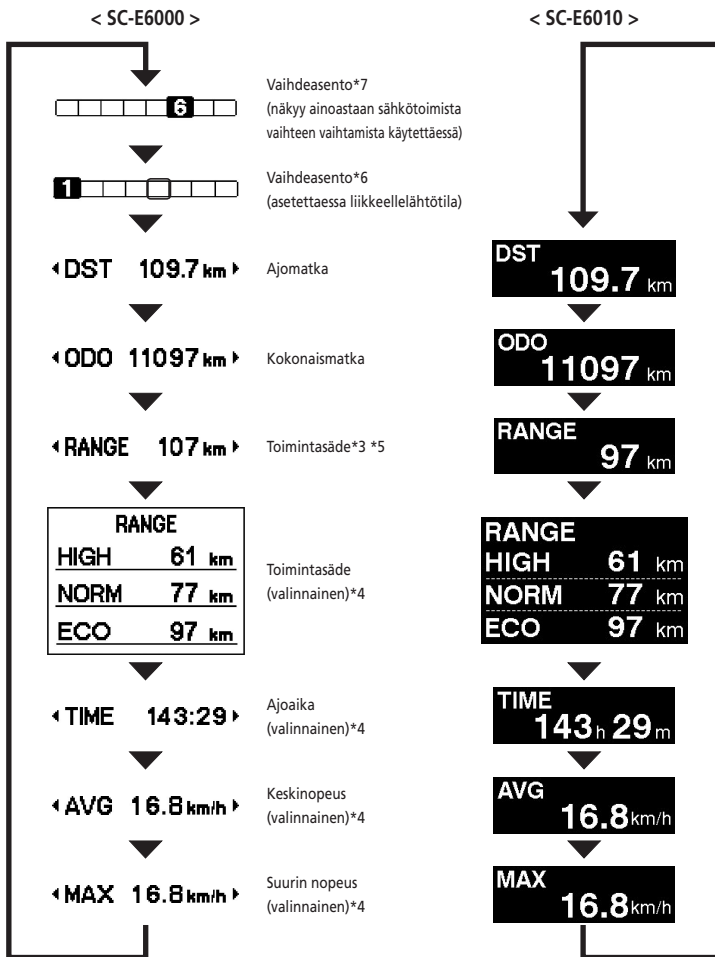 < SC-E6000 >
< SC-E6010 >
6
Vaihdeasento*7
(näkyy ainoastaan sähkötoimista
vaihteen vaihtamista käytettäessä)
1
Vaihdeasento*6
(asetettaessa liikkeellelähtötila)
DST 109.7 km
Ajomatka
DST
109.7 km
ODO 11097 km
Kokonaismatka
ODO
11097 km
RANGE 107 km
Toimintasäde*3 *5
RANGE
97 km
RANGE
HIGH 61 km
NORM 77 km
ECO 97 km
Toimintasäde
(valinnainen)*4
RANGE
HIGH 61 km
NORM 77 km
ECO 97 km
TIME 143:29
Ajoaika
(valinnainen)*4
TIME
143 h 29 m
AVG 16.8 km/h
Keskinopeus
(valinnainen)*4
AVG
16.8 km/h
MAX 16.8 km/h
Suurin nopeus
(valinnainen)*4
MAX
16.8 km/h